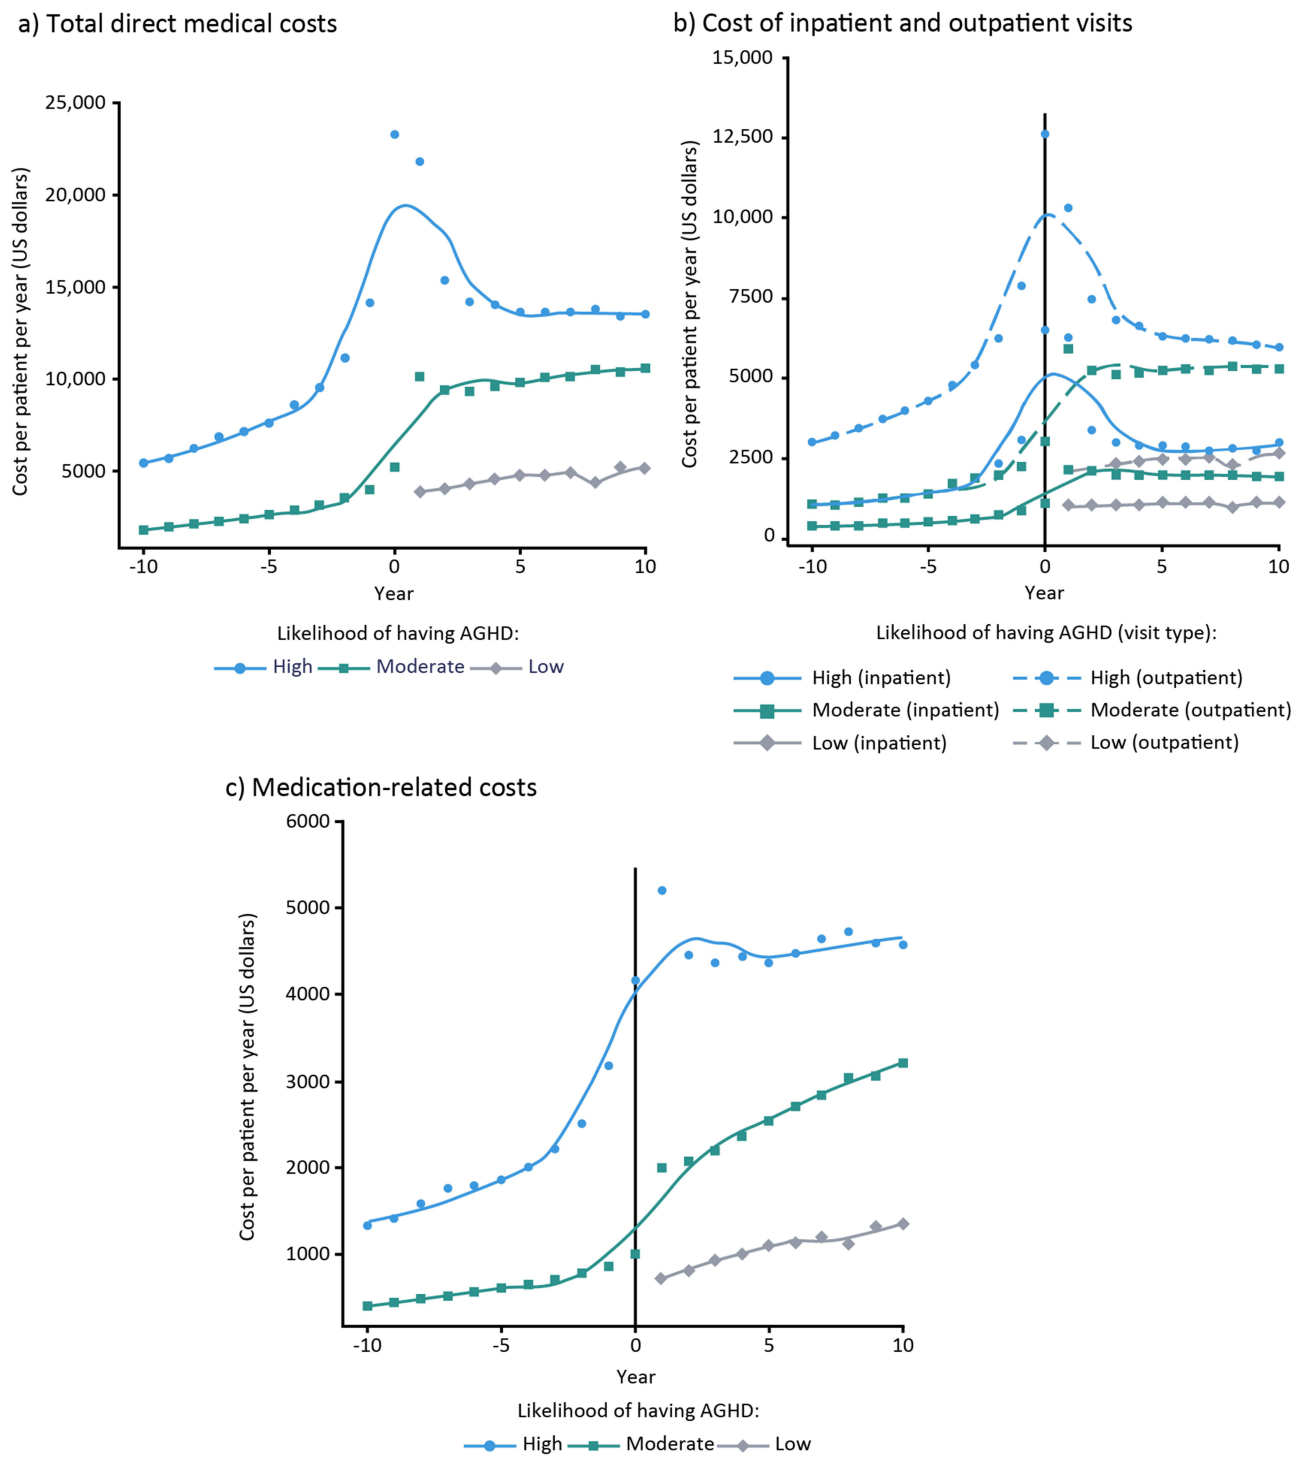 a) Total direct medical costs
Cost per patient per year (US dollars)
25,000
20,000
15,000
10,000
5000
-10 -5 0 5 10
Year
Likelihood of having AGHD:
High Moderate Low
b) Cost of inpatient and outpatient visits
Cost per patient per year (US dollars)
15,000
12,500
10,000
7500
5000
2500
0
-10 -5 0 5 10
Year
Likelihood of having AGHD (visit type):
High (inpatient) High (outpatient)
Moderate (inpatient) Moderate (outpatient)
Low (inpatient) Low (outpatient)
c) Medication-related costs
Cost per patient per year (US dollars)
6000
5000
4000
3000
2000
1000
-10 -5 0 5 10
Year
Likelihood of having AGHD:
High Moderate Low